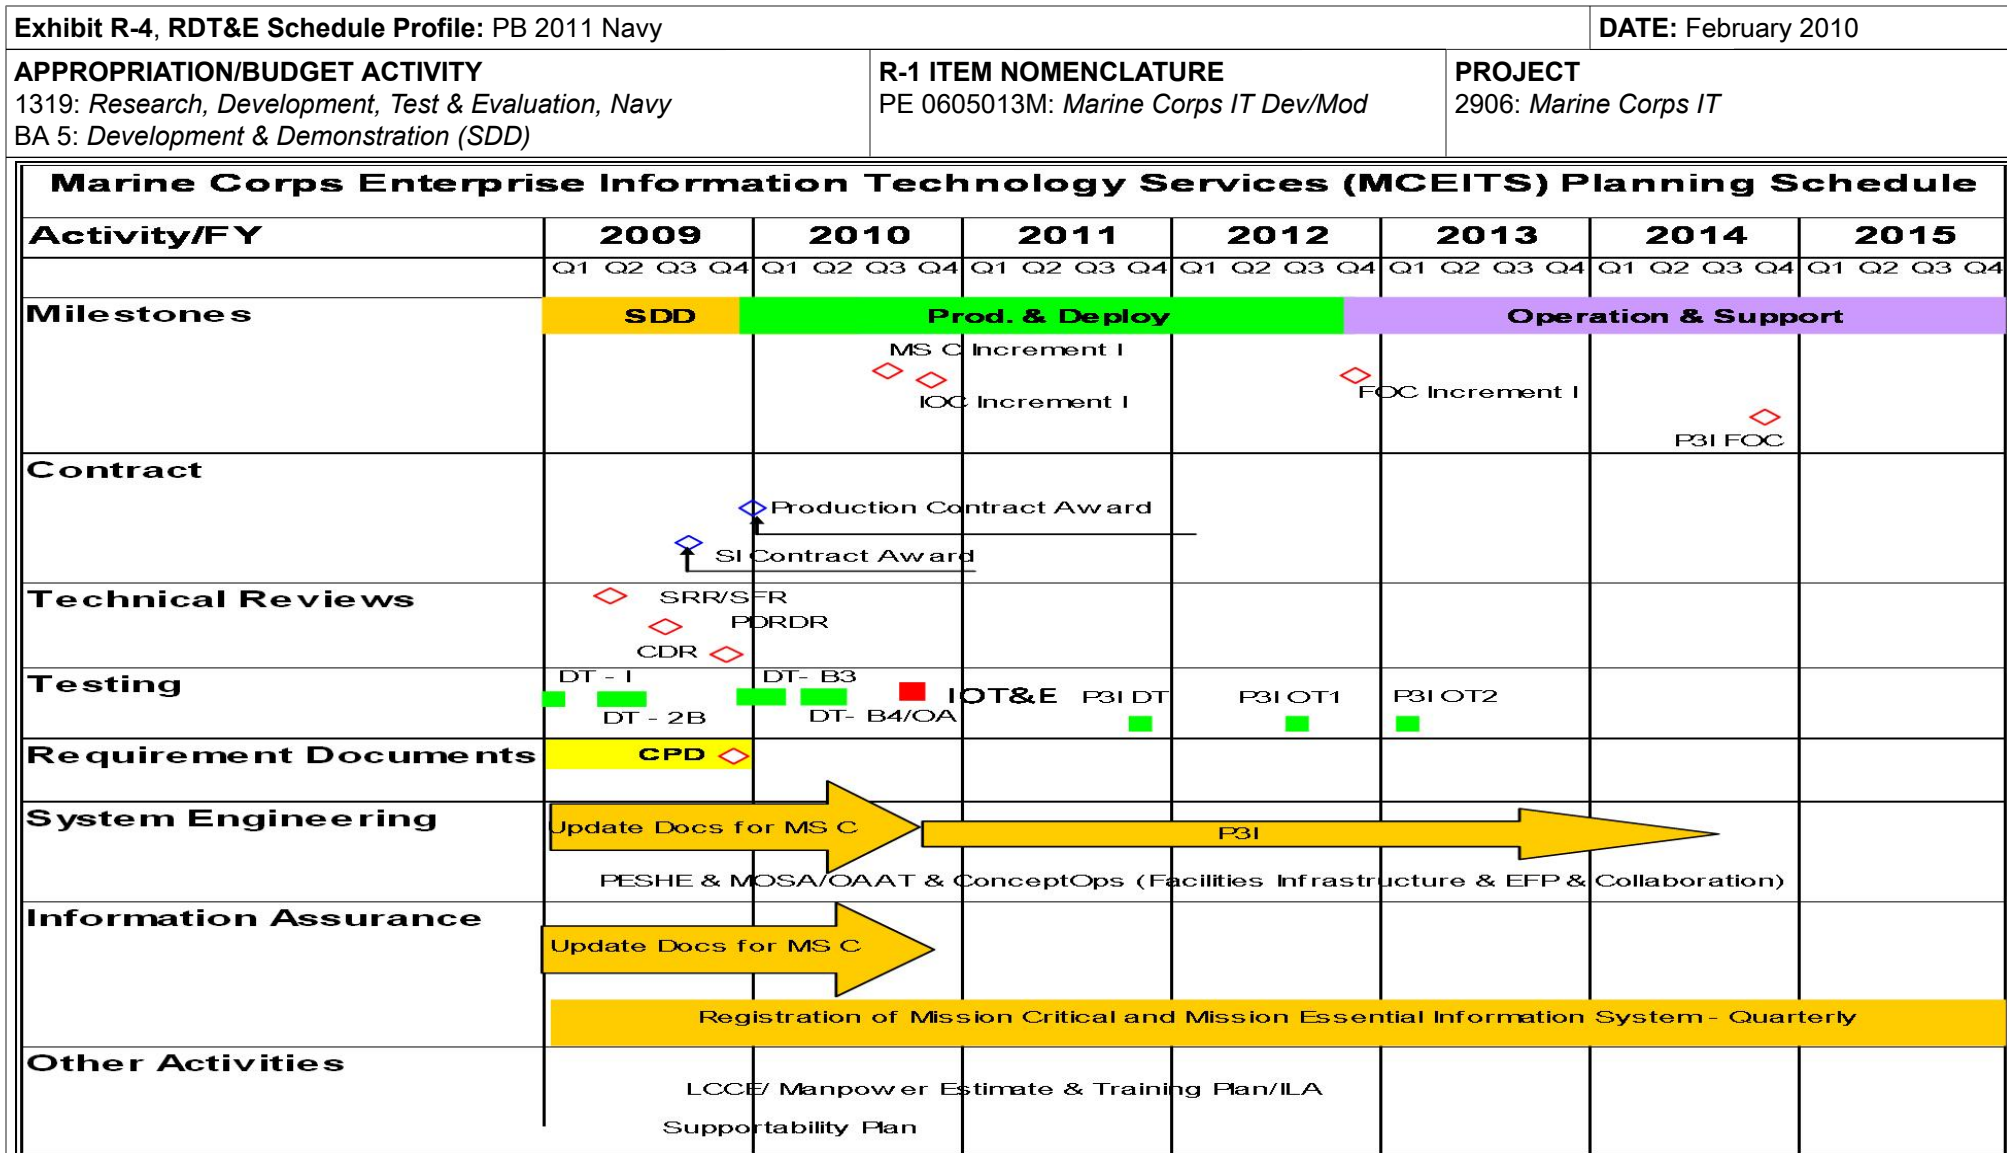 Exhibit R-4, RDT&E Schedule Profile: PB 2011 Navy
DATE: February 2010
APPROPRIATION/BUDGET ACTIVITY
1319: Research, Development, Test & Evaluation, Navy
BA 5: Development & Demonstration (SDD)
R-1 ITEM NOMENCLATURE
PE 0605013M: Marine Corps IT Dev/Mod
PROJECT
2906: Marine Corps IT
Marine Corps Enterprise Information Technology Services (MCEITS) Planning Schedule
Activity/FY 2009 2010 2011 2012 2013 2014 2015
Q1 Q2 Q3 Q4 Q1 Q2 Q3 Q4 Q1 Q2 Q3 Q4 Q1 Q2 Q3 Q4 Q1 Q2 Q3 Q4 Q1 Q2 Q3 Q4 Q1 Q2 Q3 Q4
Milestones SDD Prod. & Deploy Operation & Support
MS C Increment I
IOC Increment I
FOC Increment I
P3I FOC
Contract
Production Contract Award
SI Contract Award
Technical Reviews SRR/SFR
PDRDR
CDR
Testing
DT - I
DT - 2B
DT- B3
DT- B4/OA
IOT&E
P3I DT
P3I OT1
P3I OT2
Requirement Documents CPD
System Engineering
Update Docs for MS C
P3I
PESHE & MOSA/OAAT & ConceptOps (Facilities Infrastructure & EFP & Collaboration)
Information Assurance
Update Docs for MS C
Registration of Mission Critical and Mission Essential Information System - Quarterly
Other Activities
LCCE/ Manpower Estimate & Training Plan/ILA
Supportability Plan